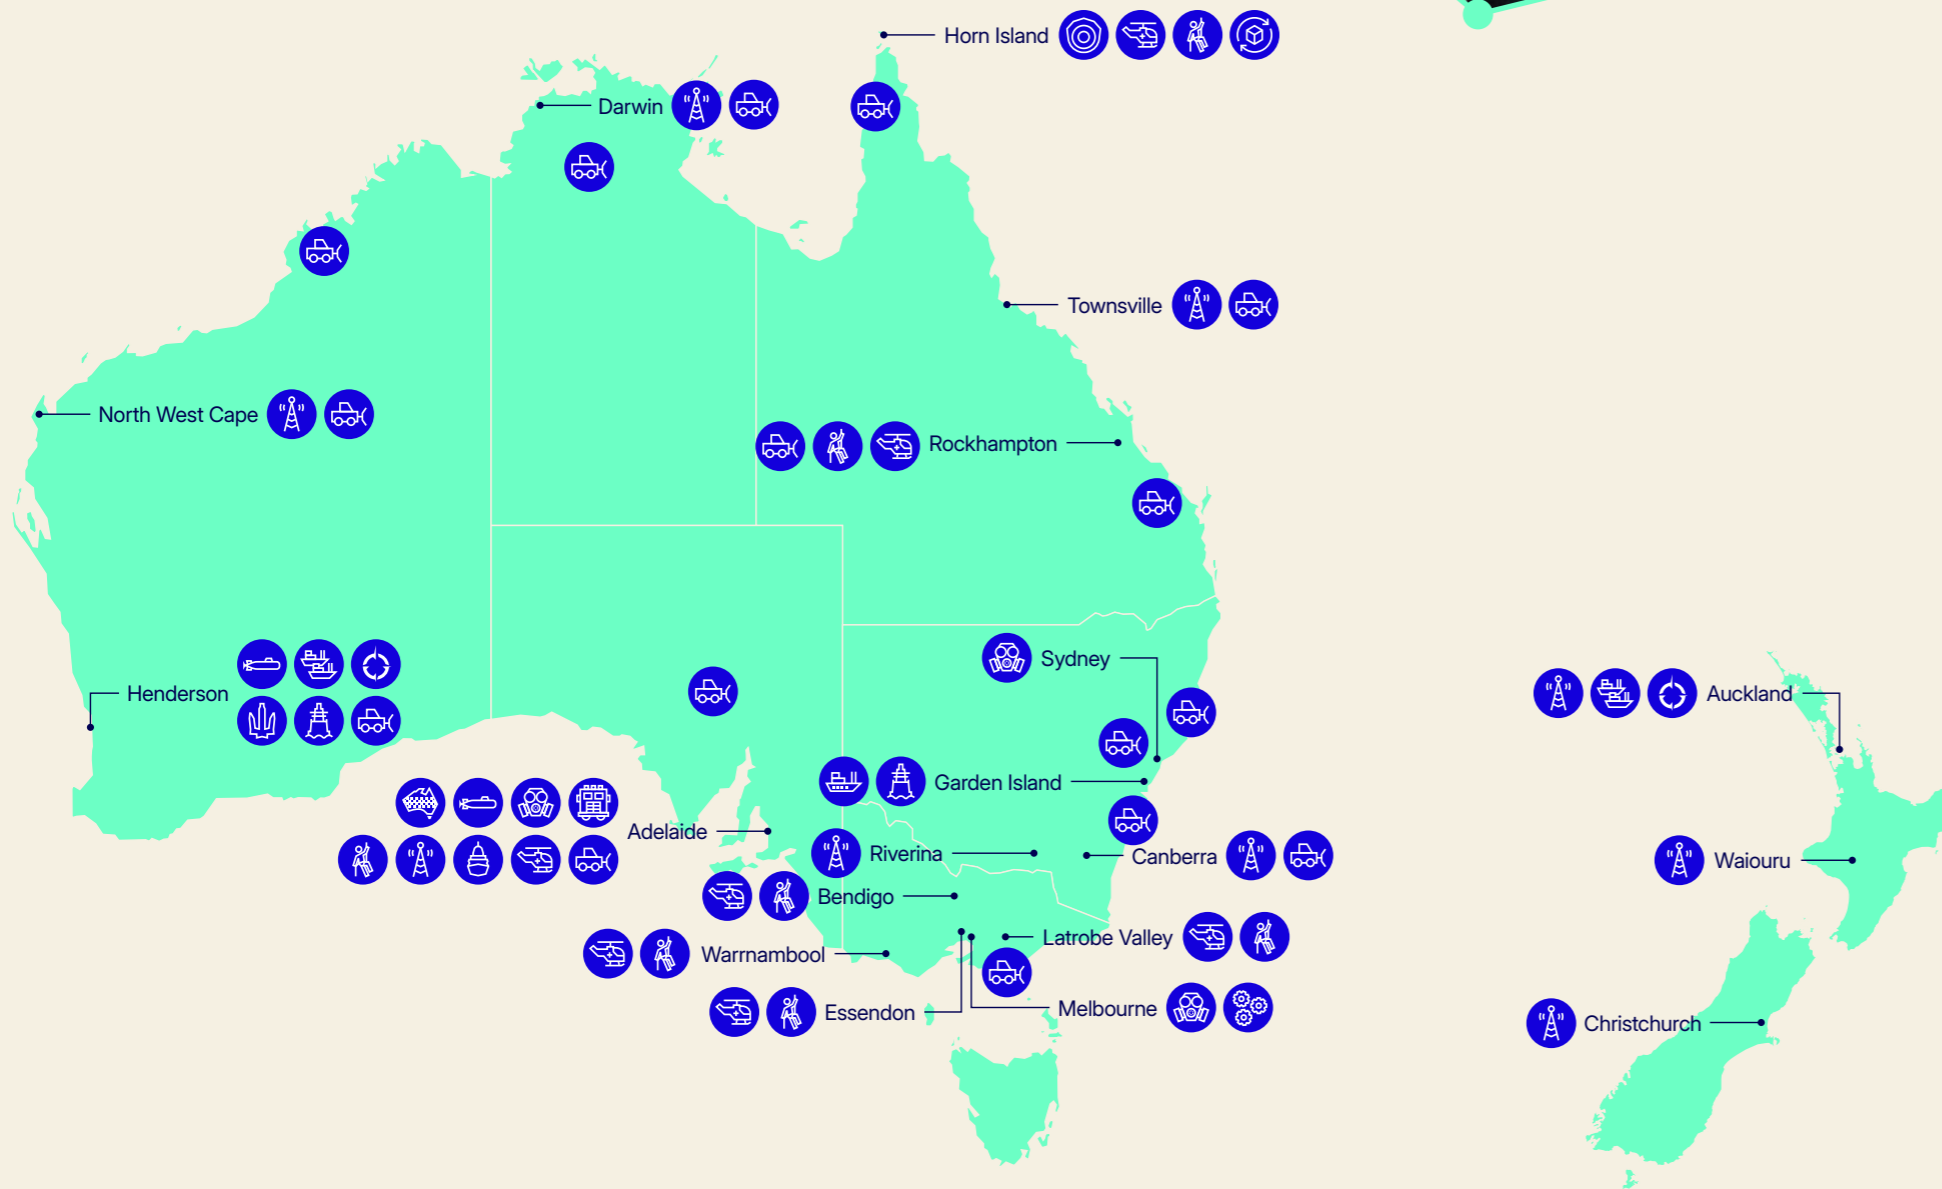 Horn Island
Darwin
Townsville
North West Cape
Rockhampton
Sydney
Henderson
Auckland
Garden Island
Adelaide
Riverina
Canberra
Waiouru
Bendigo
Latrobe Valley
Warrnambool
Essendon
Melbourne
Christchurch